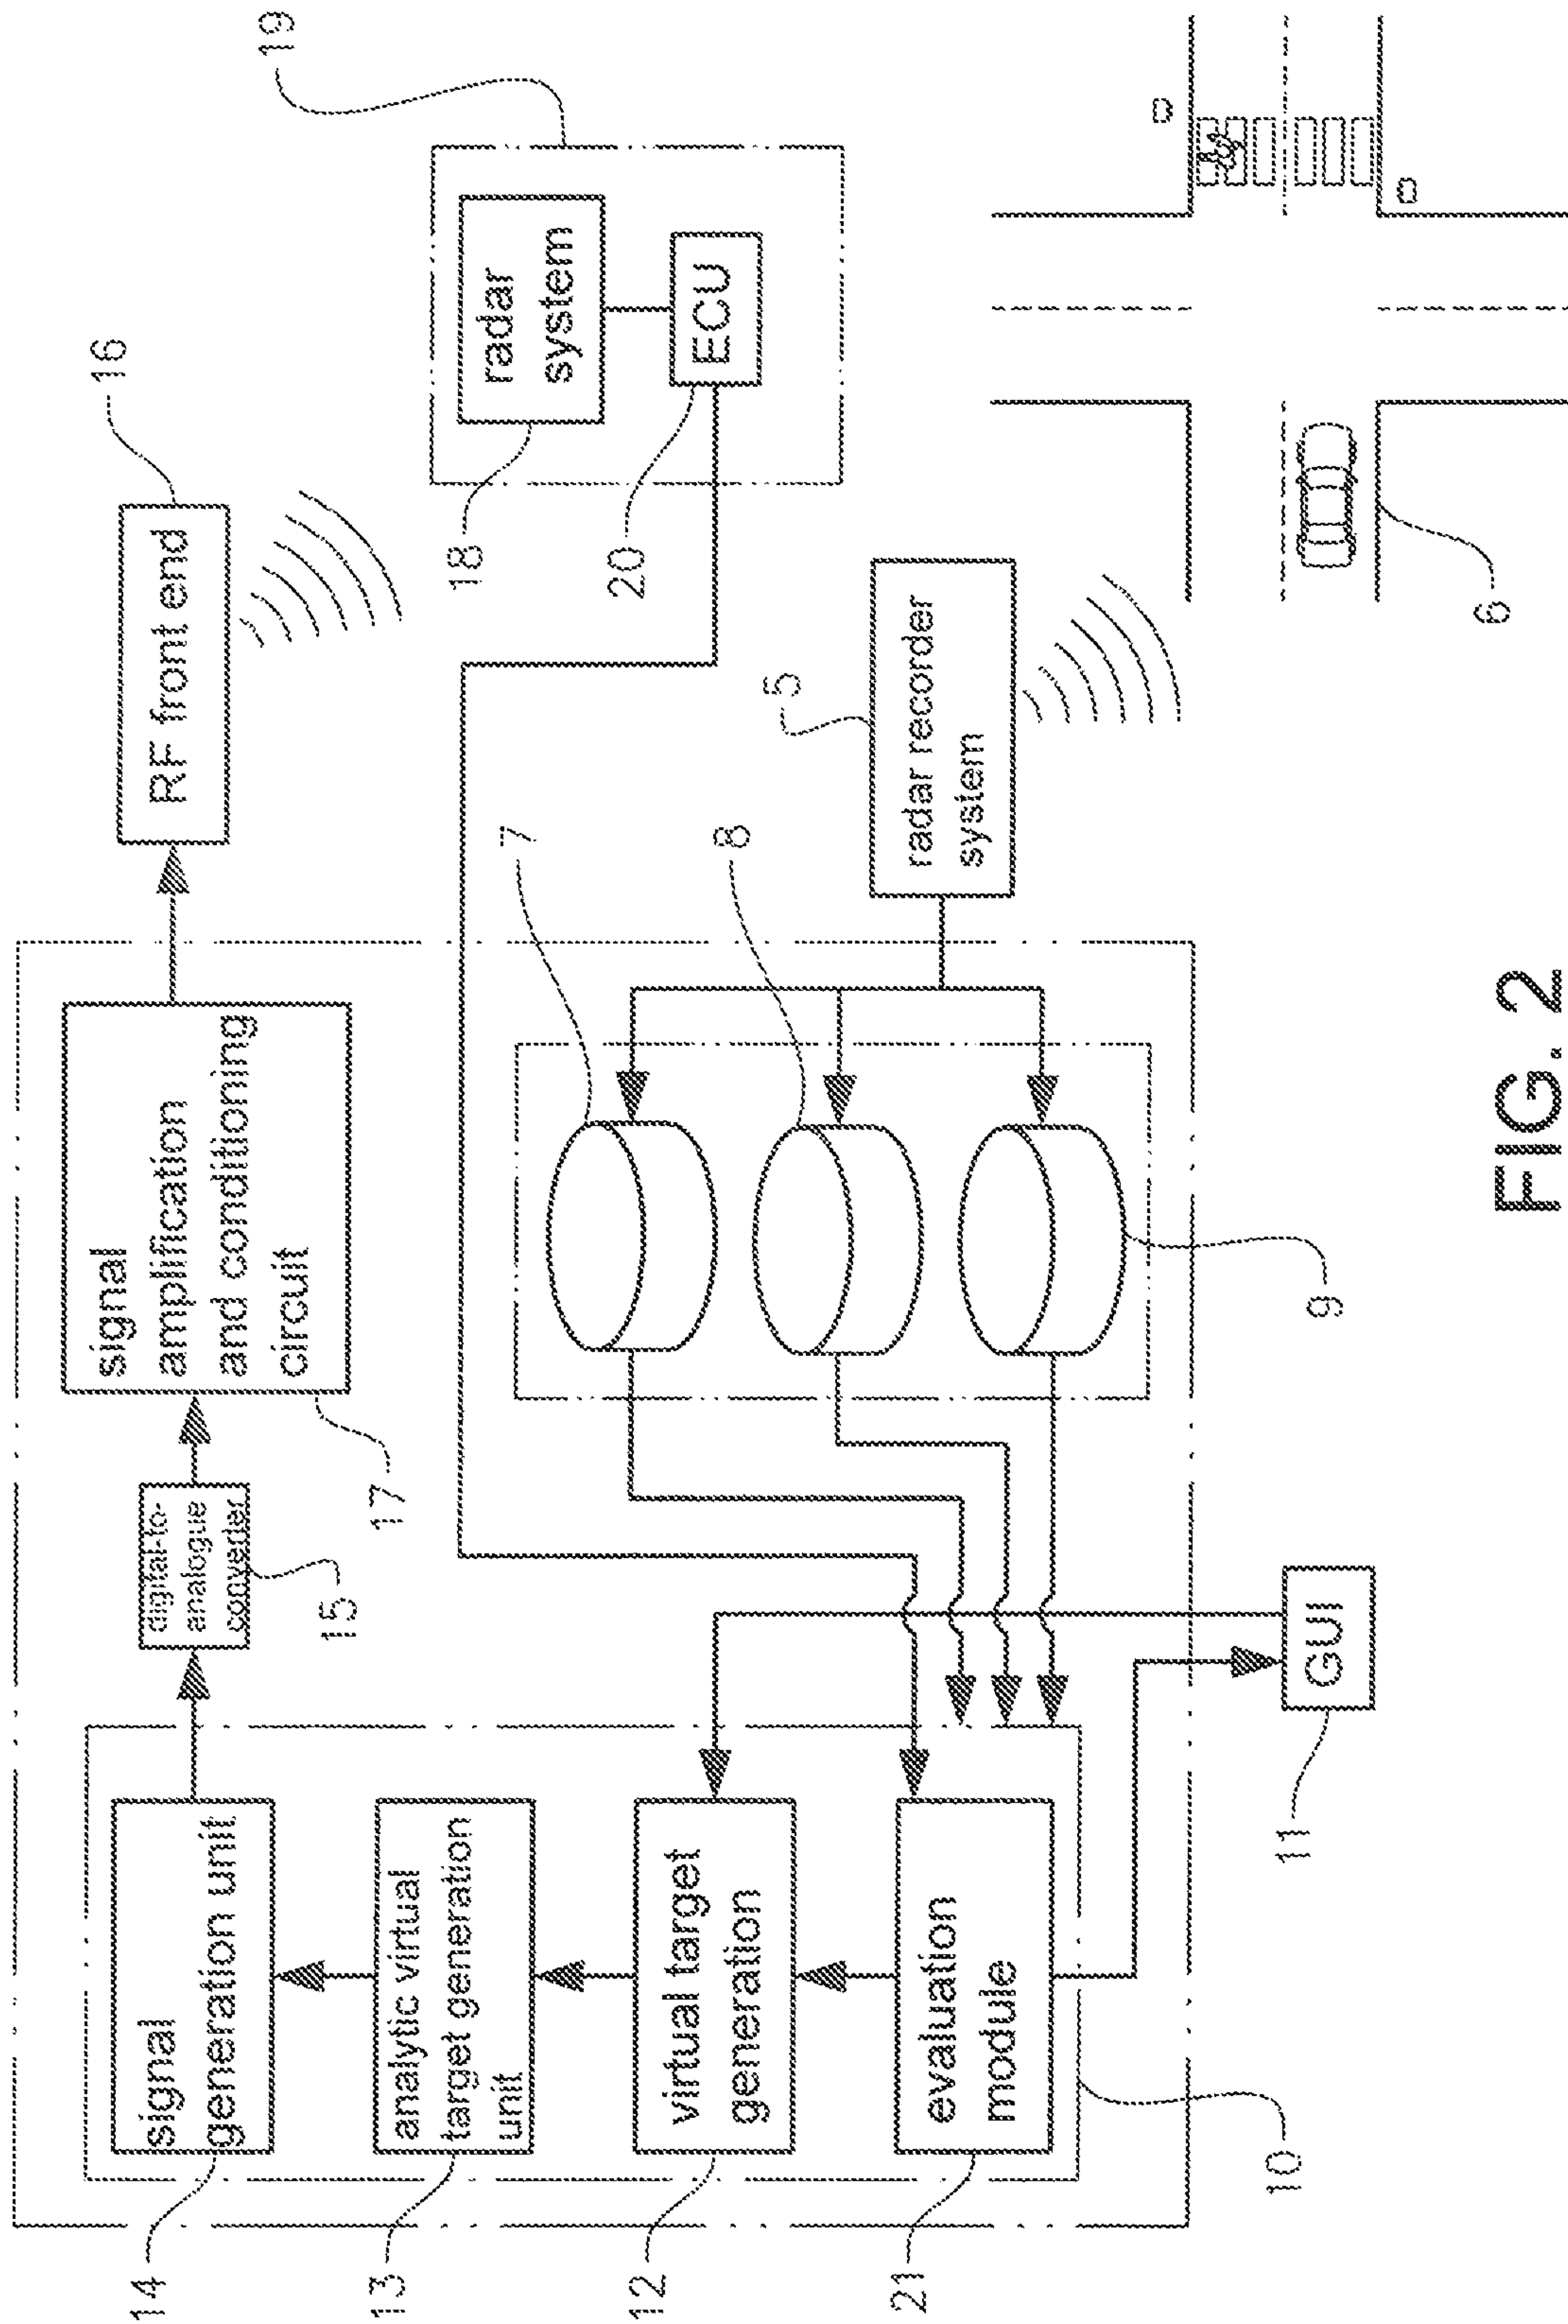 14
signal
generation unit
13
analytic virtual
target generation
unit
12
virtual target
generation
21
evaluation
module
10
11
GUI
15
digital-to-
analogue
converter
17
signal
amplification
and conditioning
circuit
16
RF front end
7
8
9
5
radar recorder
system
18
radar
system
20
ECU
19
6
FIG. 2